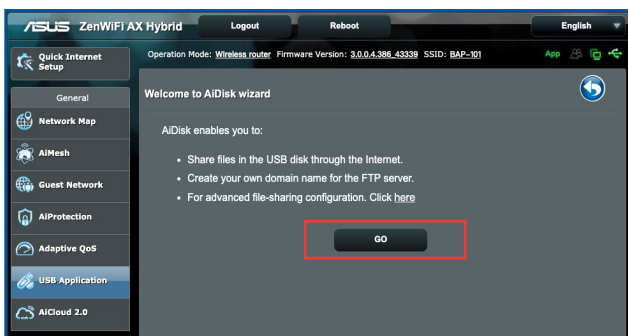 ASUS ZenWiFi AX Hybrid Logout Reboot English
Quick Internet
Setup
Operation Mode: Wireless router Firmware Version: 3.0.0.4.386_43339 SSID: BAP-101 App
General
Network Map
AiMesh
Guest Network
AiProtection
Adaptive QoS
USB Application
AiCloud 2.0
Welcome to AiDisk wizard
AiDisk enables you to:
• Share files in the USB disk through the Internet.
• Create your own domain name for the FTP server.
• For advanced file-sharing configuration. Click here
GO